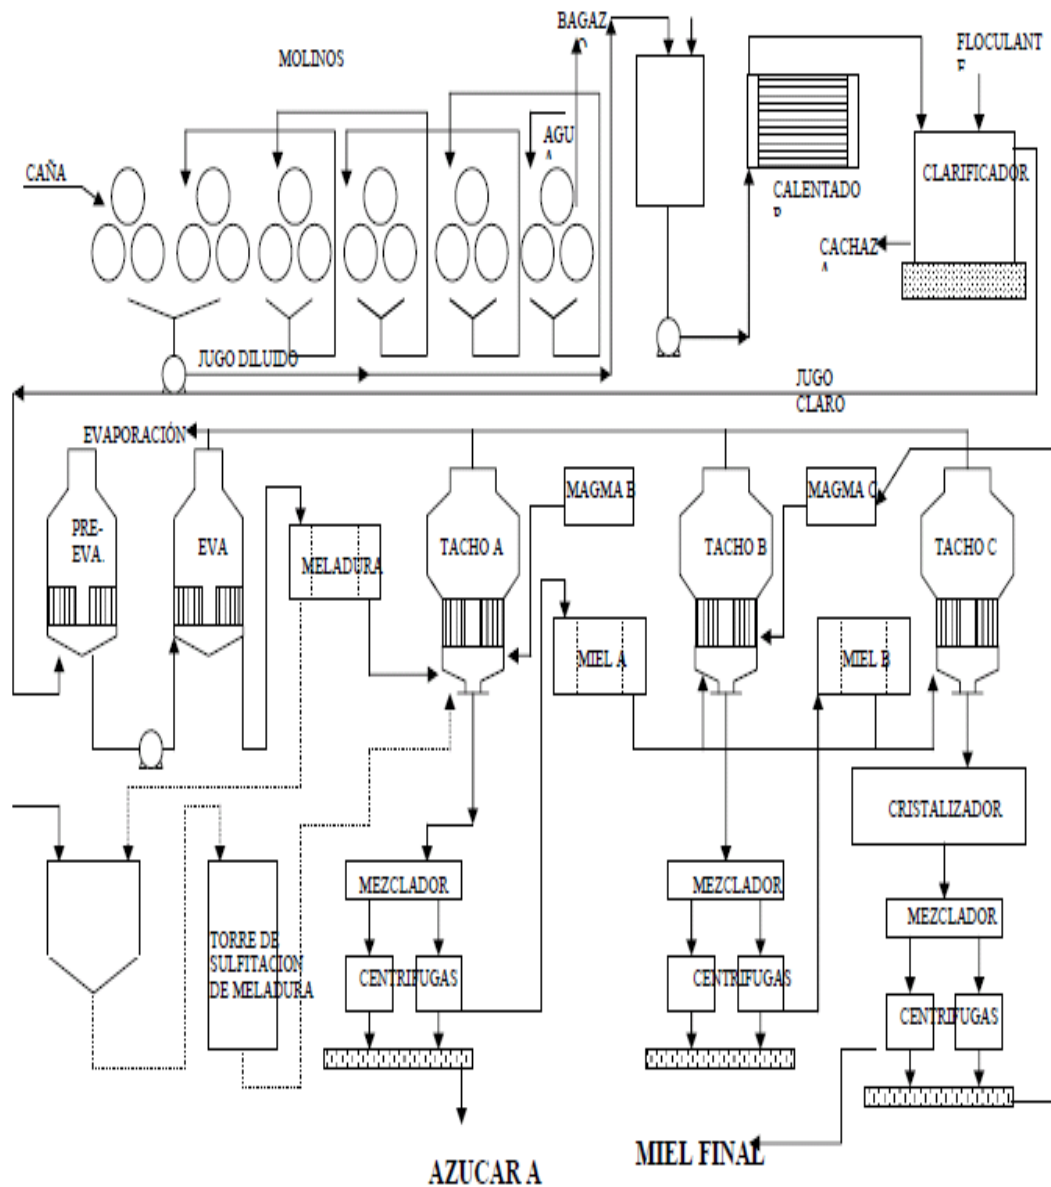 BAGAZ
MOLINOS
FLOCULANT
AGU
CAÑA
CLARIFICADOR
CALENTADO
CACHAZ
JUGO DILUIDO
JUGO
CLARO
EVAPORACIÓN
MAGMA B
MAGMA C
PRE-
EVA.
EVA
MELADURA
TACHO A
TACHO B
TACHO C
MIEL A
MIEL B
CRISTALIZADOR
MEZCLADOR
MEZCLADOR
MEZCLADOR
TORRE DE
SULFITACION
DE MELADURA
CENTRIFUGAS
CENTRIFUGAS
CENTRIFUGAS
MIEL FINAL
AZUCAR A